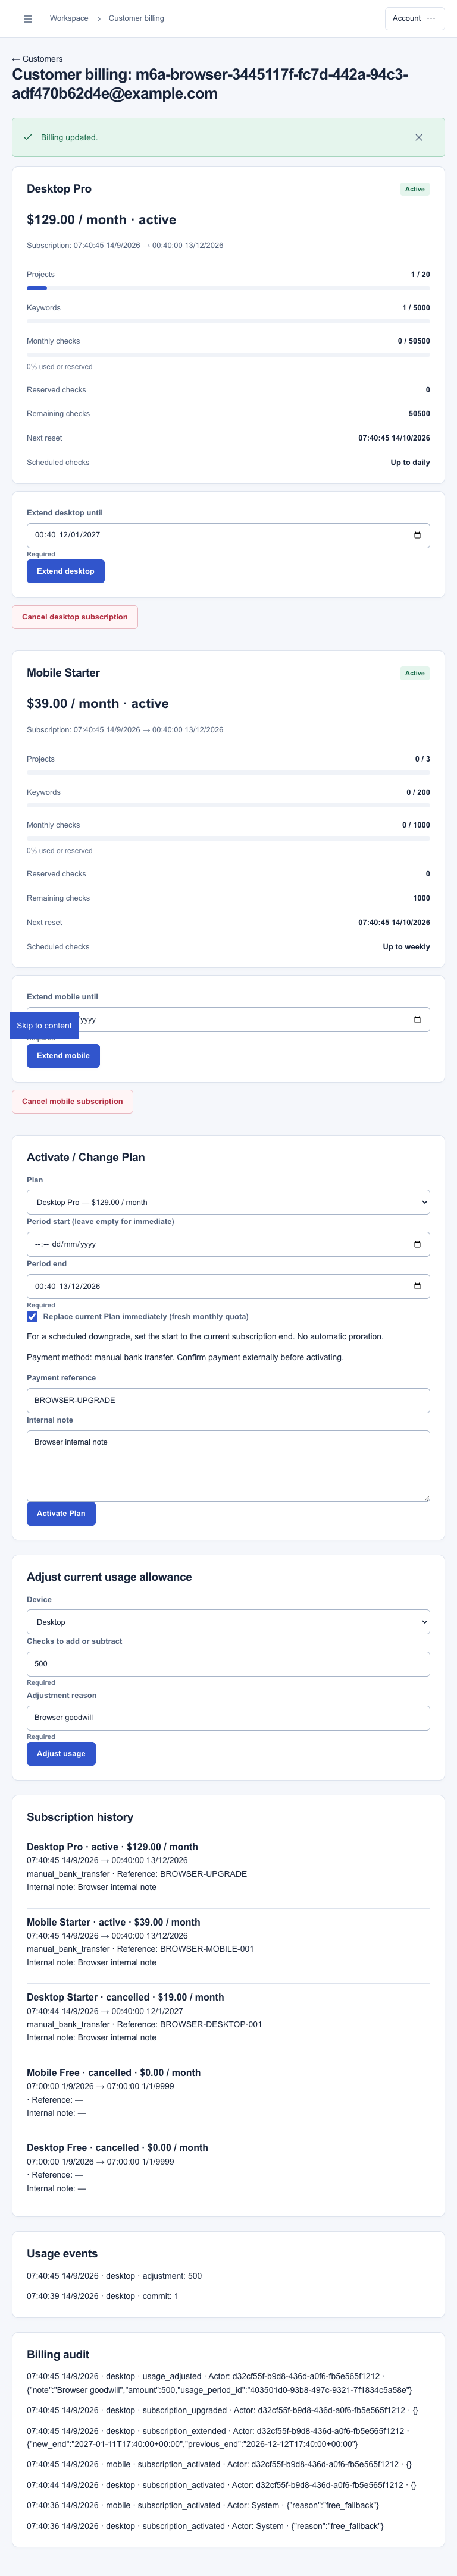 Workspace > Customer billing
Account ···
← Customers
Customer billing: m6a-browser-3445117f-fc7d-442a-94c3-
adf470b62d4e@example.com
Billing updated.
Desktop Pro
Active
$129.00 / month · active
Subscription: 07:40:45 14/9/2026 → 00:40:00 13/12/2026
Projects 1 / 20
Keywords 1 / 5000
Monthly checks 0 / 50500
0% used or reserved
Reserved checks 0
Remaining checks 50500
Next reset 07:40:45 14/10/2026
Scheduled checks Up to daily
Extend desktop until
00:40 12/01/2027
Required
Extend desktop
Cancel desktop subscription
Mobile Starter
Active
$39.00 / month · active
Subscription: 07:40:45 14/9/2026 → 00:40:00 13/12/2026
Projects 0 / 3
Keywords 0 / 200
Monthly checks 0 / 1000
0% used or reserved
Reserved checks 0
Remaining checks 1000
Next reset 07:40:45 14/10/2026
Scheduled checks Up to weekly
Extend mobile until
Skip to content
yyyy
Extend mobile
Cancel mobile subscription
Activate / Change Plan
Plan
Desktop Pro — $129.00 / month
Period start (leave empty for immediate)
--:-- dd/mm/yyyy
Period end
00:40 13/12/2026
Required
Replace current Plan immediately (fresh monthly quota)
For a scheduled downgrade, set the start to the current subscription end. No automatic proration.
Payment method: manual bank transfer. Confirm payment externally before activating.
Payment reference
BROWSER-UPGRADE
Internal note
Browser internal note
Activate Plan
Adjust current usage allowance
Device
Desktop
Checks to add or subtract
500
Required
Adjustment reason
Browser goodwill
Required
Adjust usage
Subscription history
Desktop Pro · active · $129.00 / month
07:40:45 14/9/2026 → 00:40:00 13/12/2026
manual_bank_transfer · Reference: BROWSER-UPGRADE
Internal note: Browser internal note
Mobile Starter · active · $39.00 / month
07:40:45 14/9/2026 → 00:40:00 13/12/2026
manual_bank_transfer · Reference: BROWSER-MOBILE-001
Internal note: Browser internal note
Desktop Starter · cancelled · $19.00 / month
07:40:44 14/9/2026 → 00:40:00 12/1/2027
manual_bank_transfer · Reference: BROWSER-DESKTOP-001
Internal note: Browser internal note
Mobile Free · cancelled · $0.00 / month
07:00:00 1/9/2026 → 07:00:00 1/1/9999
· Reference: —
Internal note: —
Desktop Free · cancelled · $0.00 / month
07:00:00 1/9/2026 → 07:00:00 1/1/9999
· Reference: —
Internal note: —
Usage events
07:40:45 14/9/2026 · desktop · adjustment: 500
07:40:39 14/9/2026 · desktop · commit: 1
Billing audit
07:40:45 14/9/2026 · desktop · usage_adjusted · Actor: d32cf55f-b9d8-436d-a0f6-fb5e565f1212 ·
{"note":"Browser goodwill","amount":500,"usage_period_id":"403501d0-93b8-497c-9321-7f1834c5a58e"}
07:40:45 14/9/2026 · desktop · subscription_upgraded · Actor: d32cf55f-b9d8-436d-a0f6-fb5e565f1212 · {}
07:40:45 14/9/2026 · desktop · subscription_extended · Actor: d32cf55f-b9d8-436d-a0f6-fb5e565f1212 ·
{"new_end":"2027-01-11T17:40:00+00:00","previous_end":"2026-12-12T17:40:00+00:00"}
07:40:45 14/9/2026 · mobile · subscription_activated · Actor: d32cf55f-b9d8-436d-a0f6-fb5e565f1212 · {}
07:40:44 14/9/2026 · desktop · subscription_activated · Actor: d32cf55f-b9d8-436d-a0f6-fb5e565f1212 · {}
07:40:36 14/9/2026 · mobile · subscription_activated · Actor: System · {"reason":"free_fallback"}
07:40:36 14/9/2026 · desktop · subscription_activated · Actor: System · {"reason":"free_fallback"}